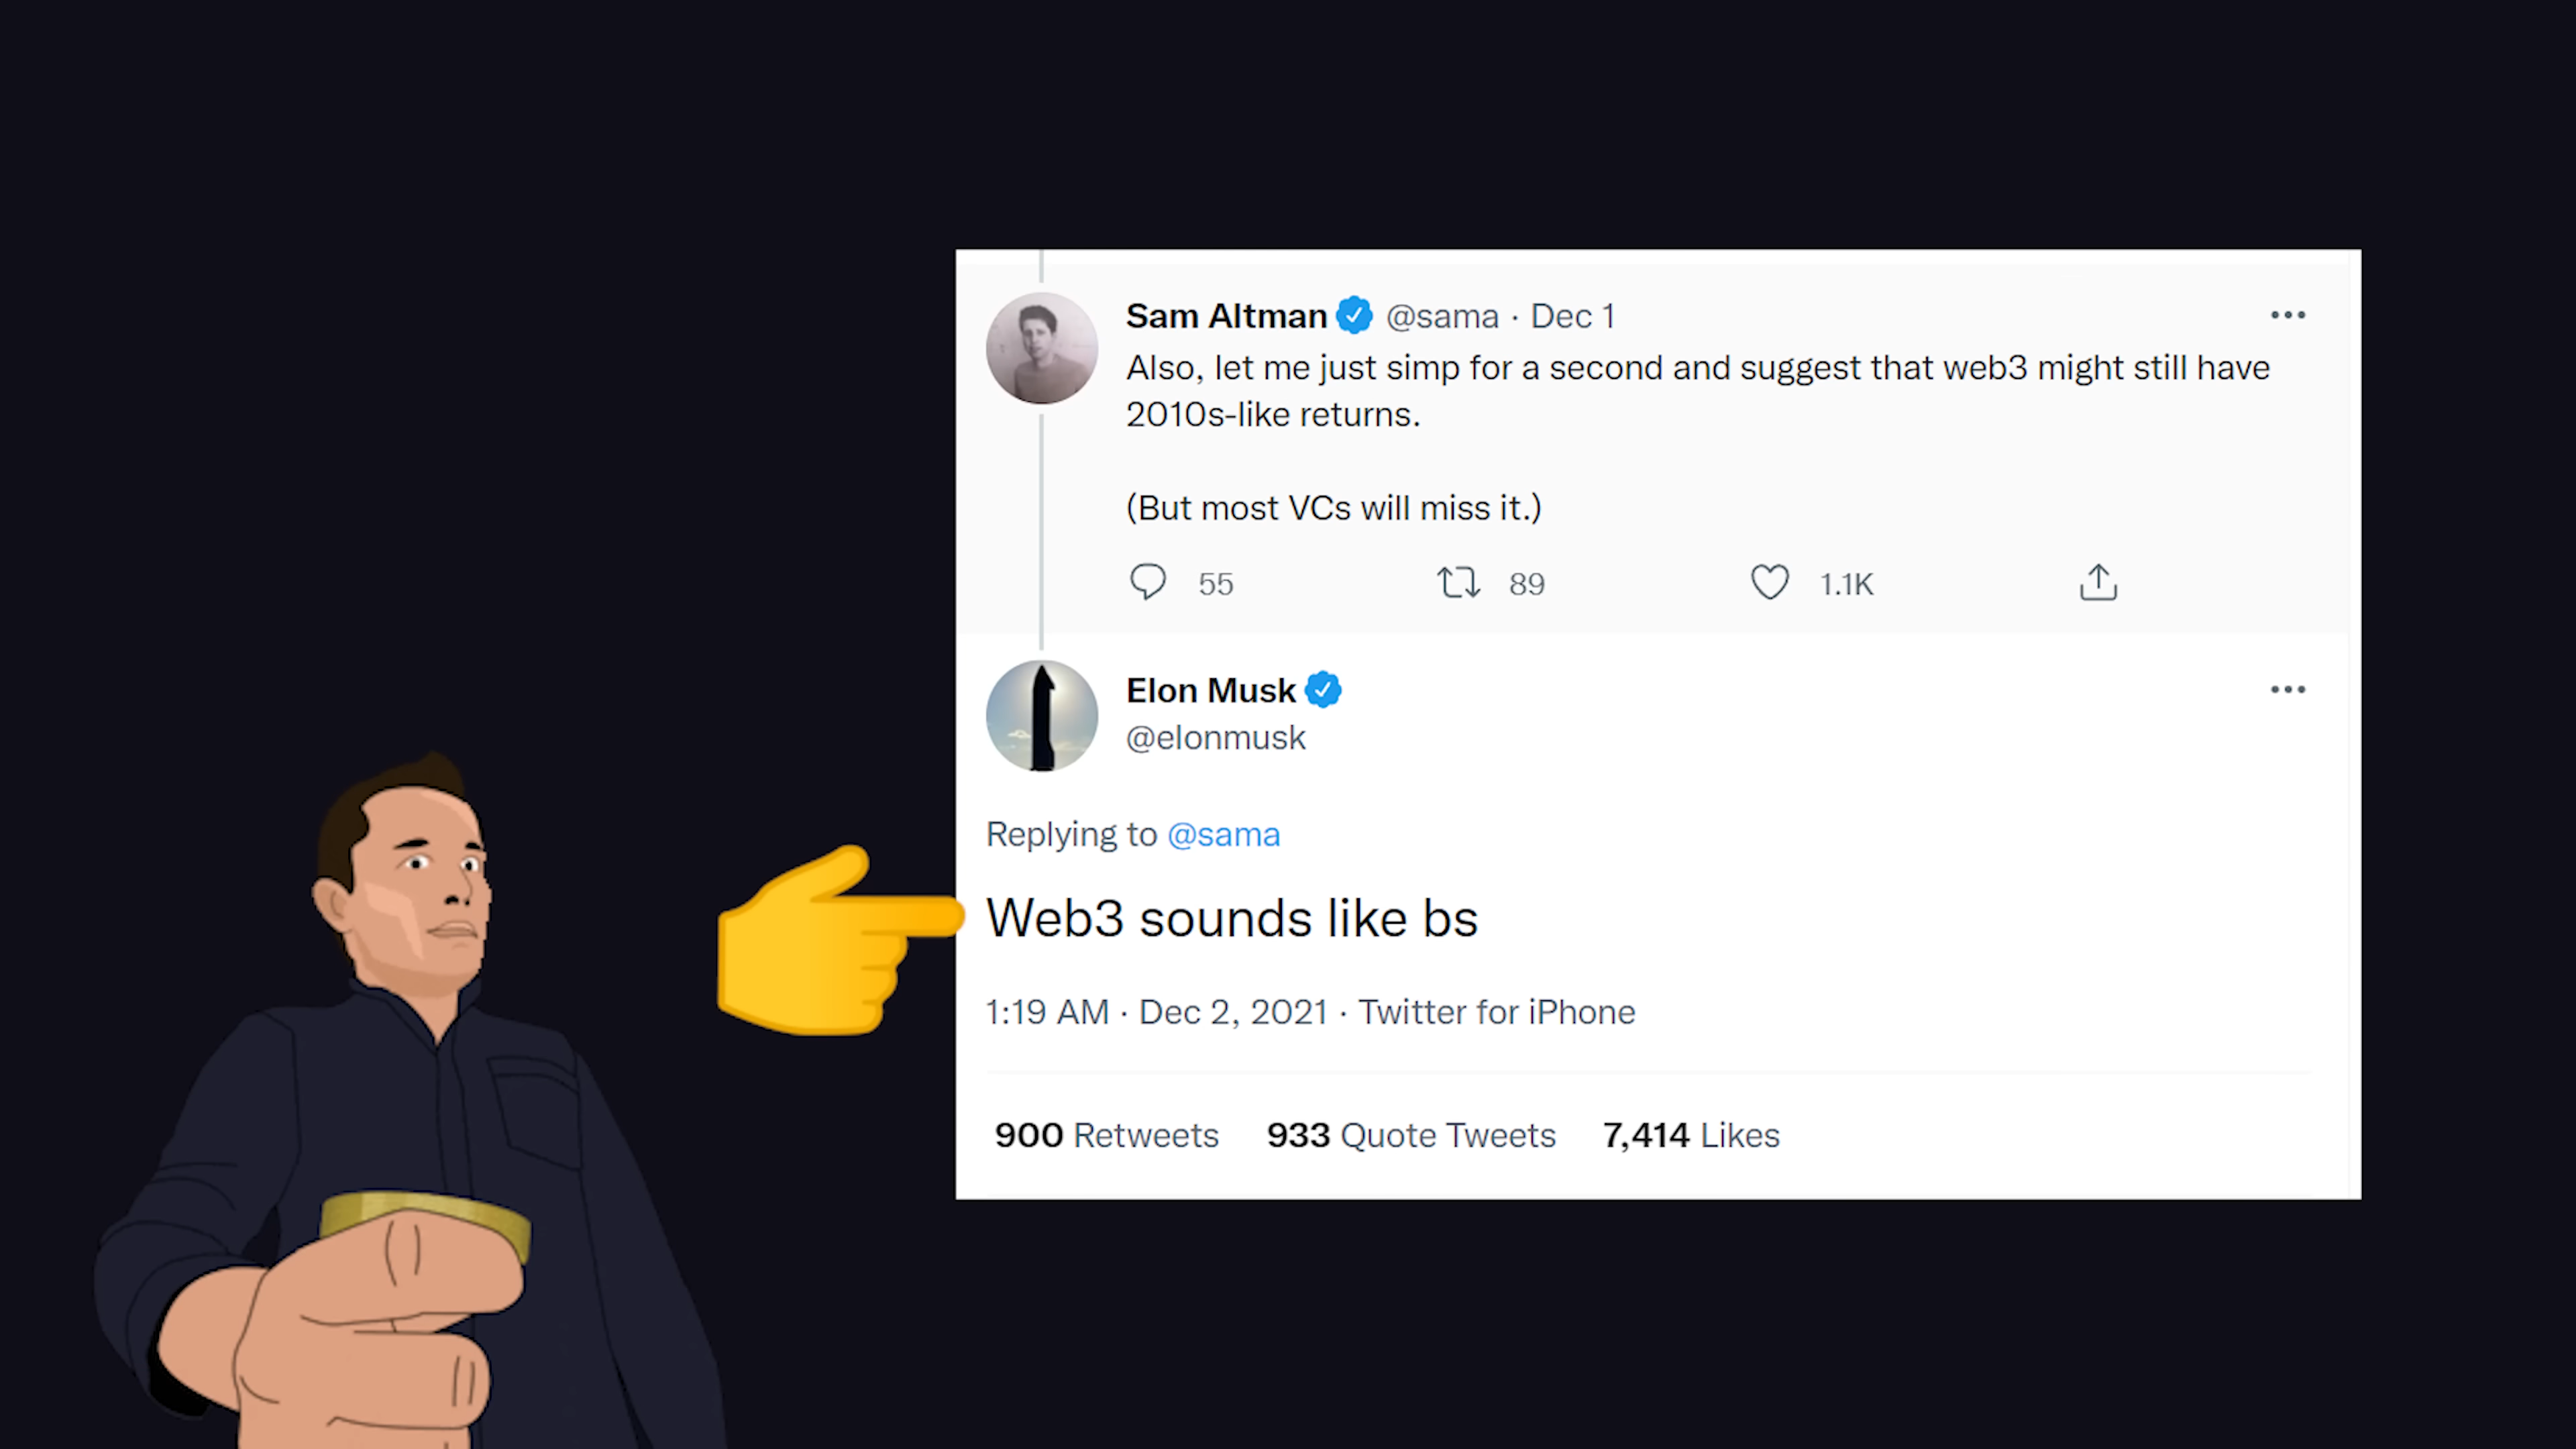 Sam Altman @sama · Dec 1
Also, let me just simp for a second and suggest that web3 might still have
2010s-like returns.
(But most VCs will miss it.)
55 89 1.1K
Elon Musk
@elonmusk
Replying to @sama
Web3 sounds like bs
1:19 AM · Dec 2, 2021 · Twitter for iPhone
900 Retweets 933 Quote Tweets 7,414 Likes